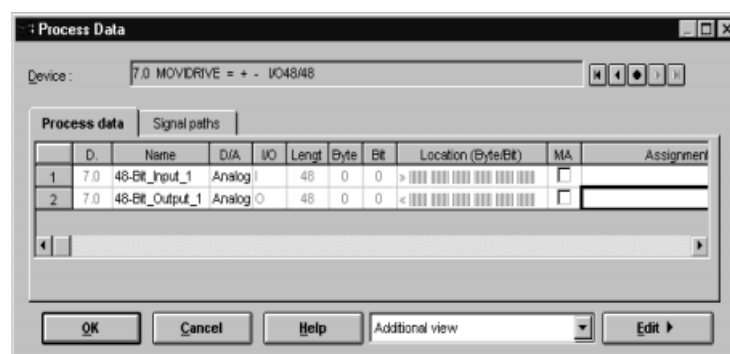 Process Data
Device : 7.0 MOVIDRIVE = + - I/O48/48
Process data Signal paths
D. Name D/A I/O Lengt Byte Bit Location (Byte/Bit) MA Assignment
1 7.0 48-Bit_Input_1 Analog I 48 0 0 >
2 7.0 48-Bit_Output_1 Analog O 48 0 0 <
OK Cancel Help Additional view Edit